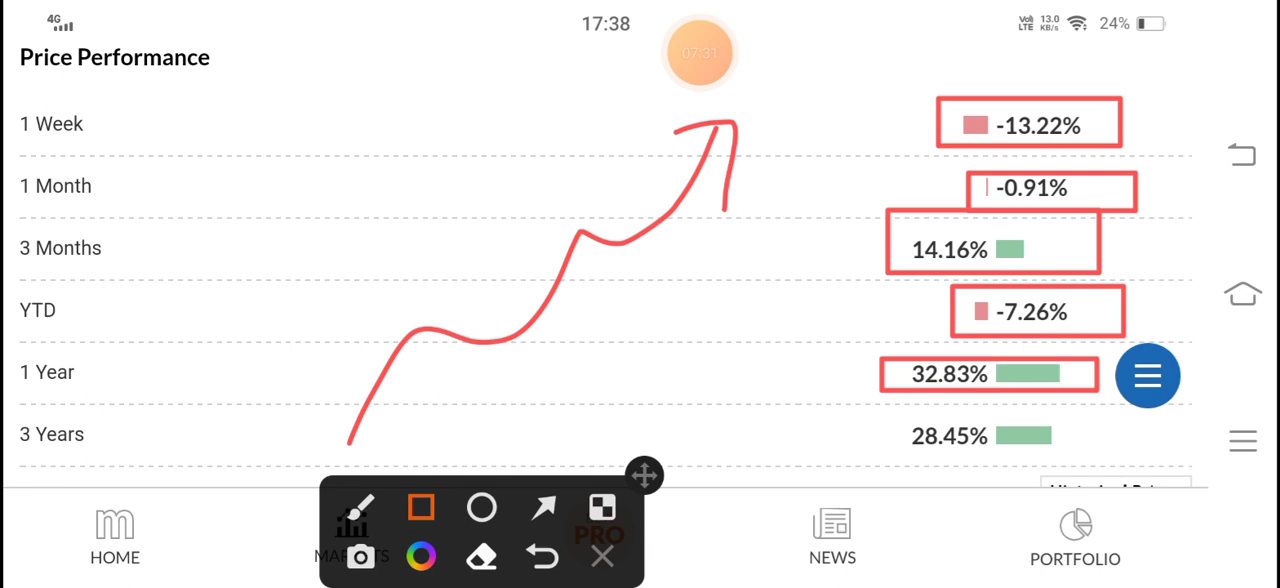 4G
17:38
07:31
Vo)) 13.0
LTE KB/s
24%
Price Performance
1 Week -13.22%
1 Month -0.91%
3 Months 14.16%
YTD -7.26%
1 Year 32.83%
3 Years 28.45%
HOME
PRO
NEWS
PORTFOLIO